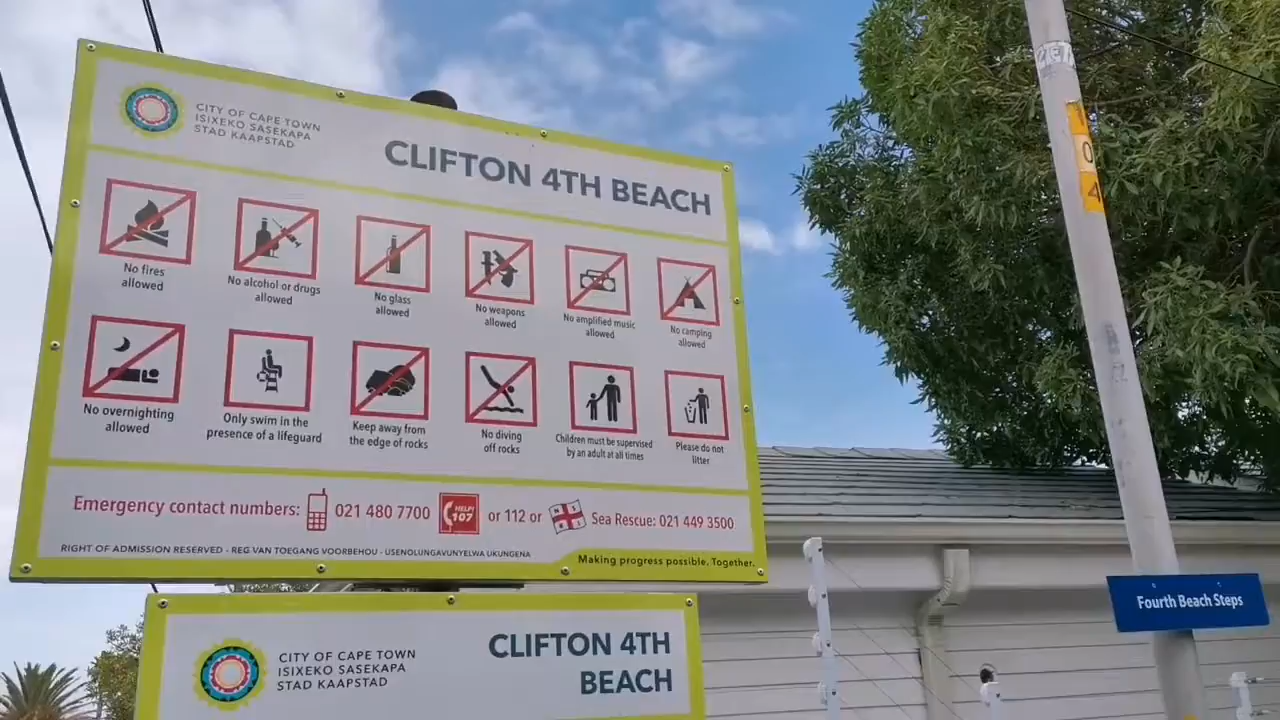 CITY OF CAPE TOWN
ISIXEKO SASEKAPA
STAD KAAPSTAD
CLIFTON 4TH BEACH
No fires
allowed
No alcohol or drugs
allowed
No glass
allowed
No weapons
allowed
No amplified music
allowed
No camping
allowed
No overnighting
allowed
Only swim in the
presence of a lifeguard
Keep away from
the edge of rocks
No diving
off rocks
Children must be supervised
by an adult at all times
Please do not
litter
Emergency contact numbers: 021 480 7700 HELP! 107 or 112 or NSRI Sea Rescue: 021 449 3500
RIGHT OF ADMISSION RESERVED - REG VAN TOEGANG VOORBEHOU - USENOLUNGAVUNYELWA UKUNGENA
Making progress possible. Together.
CITY OF CAPE TOWN
ISIXEKO SASEKAPA
STAD KAAPSTAD
CLIFTON 4TH
BEACH
1
0
4
Fourth Beach Steps